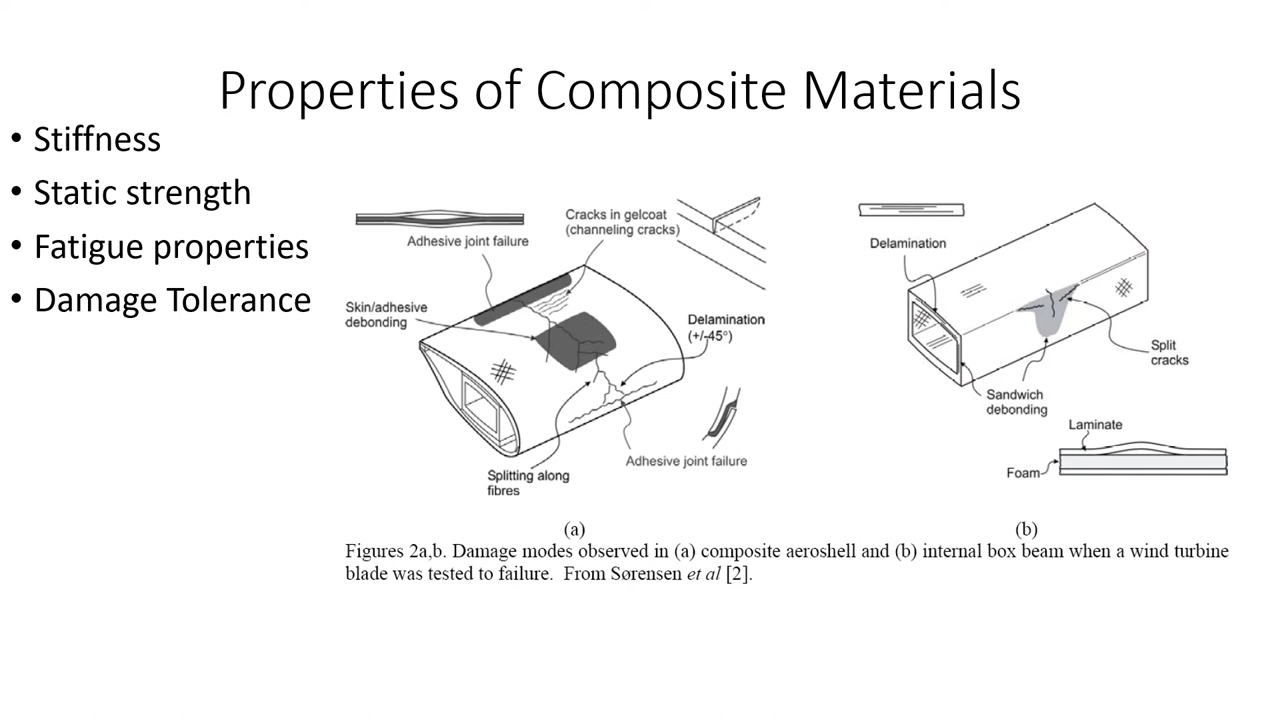 Properties of Composite Materials
• Stiffness
• Static strength
• Fatigue properties
• Damage Tolerance
Adhesive joint failure
Cracks in gelcoat
(channeling cracks)
Skin/adhesive
debonding
Delamination
(+/-45°)
Adhesive joint failure
Splitting along
fibres
(a)
Delamination
Split
cracks
Sandwich
debonding
Laminate
Foam
(b)
Figures 2a,b. Damage modes observed in (a) composite aeroshell and (b) internal box beam when a wind turbine
blade was tested to failure. From Sørensen et al [2].